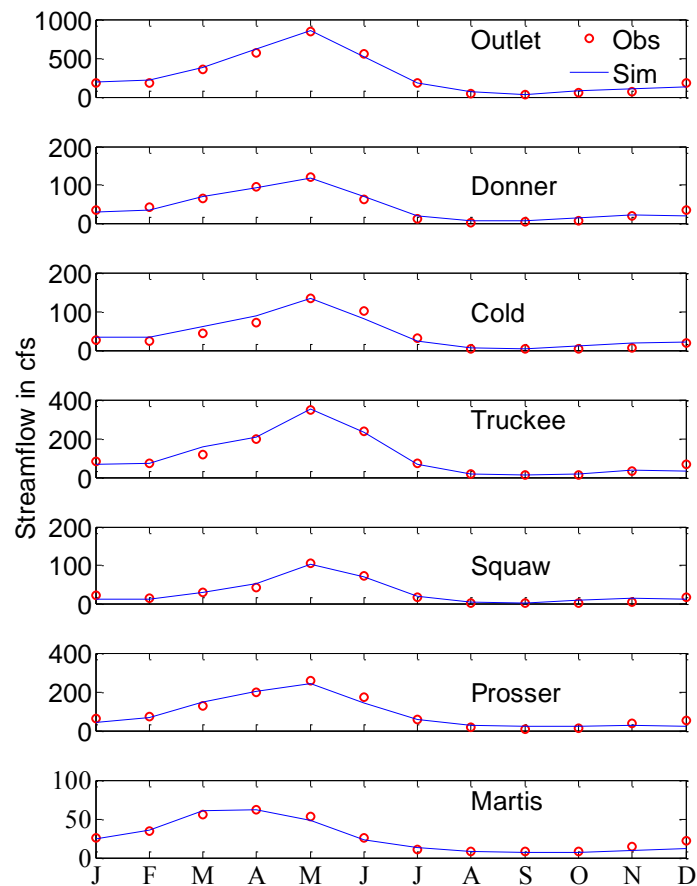 1000
500
0
Outlet
Obs
Sim
200
100
0
Donner
200
100
0
Cold
400
200
0
Truckee
200
100
0
Squaw
400
200
0
Prosser
100
50
0
Martis
J F M A M J J A S O N D
Streamflow in cfs